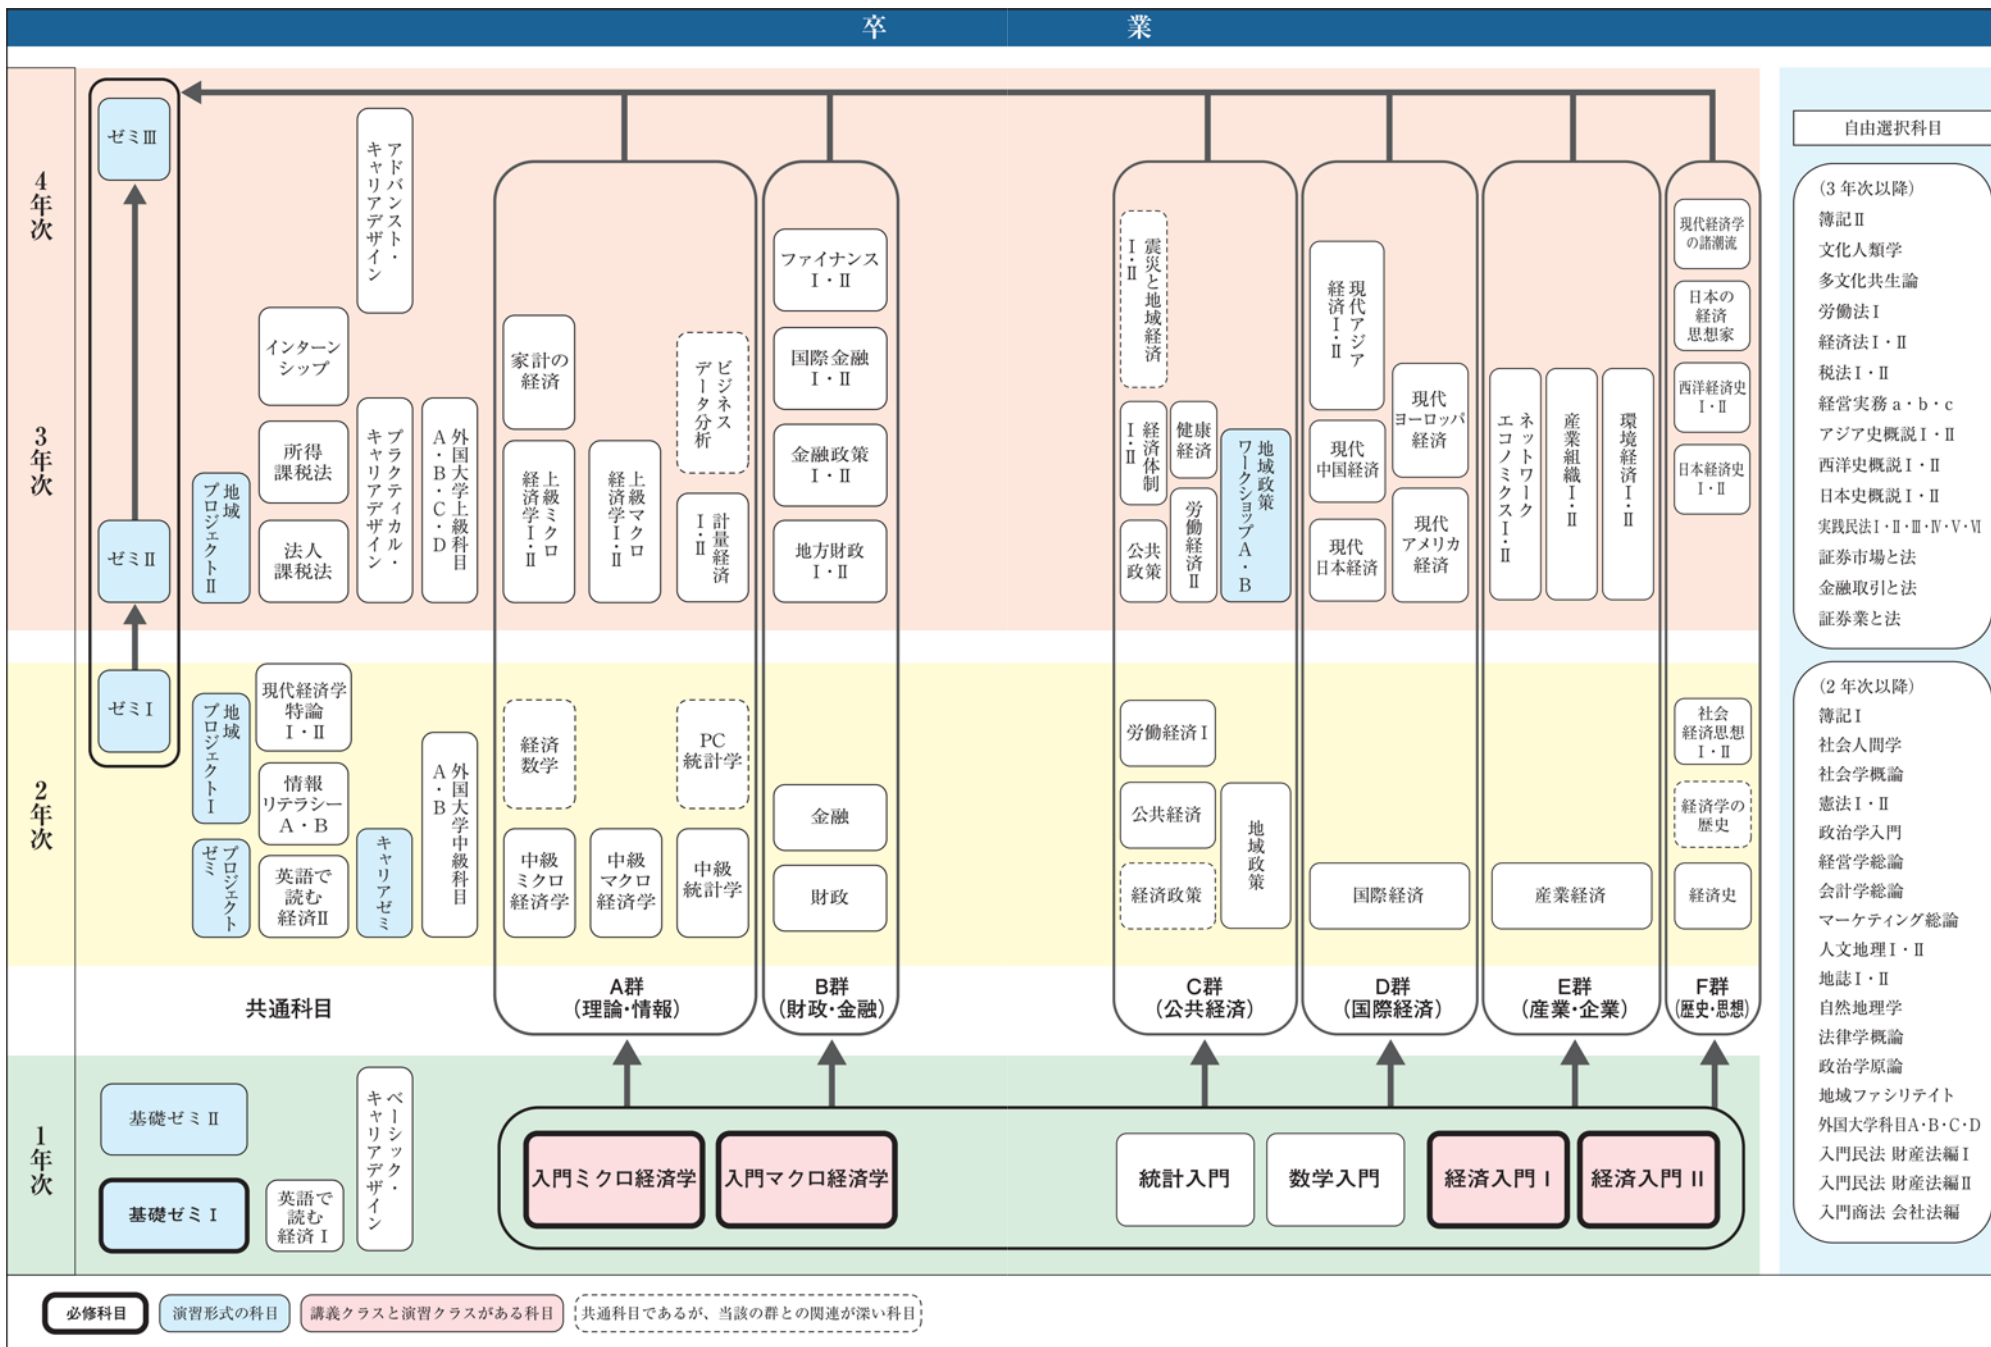 卒 業
4年次
ゼミⅢ
アドバンスト・
キャリアデザイン
インターン
シップ
家計の
経済
ビジネス
データ分析
ファイナンス
Ⅰ・Ⅱ
国際金融
Ⅰ・Ⅱ
震災と地域経済
Ⅰ・Ⅱ
現代アジア
経済Ⅰ・Ⅱ
現代
ヨーロッパ
経済
現代経済学
の諸潮流
日本の
経済
思想家
西洋経済史
Ⅰ・Ⅱ
3年次
ゼミⅡ
地域
プロジェクトⅡ
所得
課税法
法人
課税法
プラクティカル・
キャリアデザイン
外国大学上級科目
A・B・C・D
上級ミクロ
経済学Ⅰ・Ⅱ
上級マクロ
経済学Ⅰ・Ⅱ
計量経済
Ⅰ・Ⅱ
金融政策
Ⅰ・Ⅱ
地方財政
Ⅰ・Ⅱ
経済体制
Ⅰ・Ⅱ
健康
経済
公共
政策
労働経済Ⅱ
地域政策
ワークショップA・B
現代
中国経済
現代
日本経済
現代
アメリカ
経済
ネットワーク
エコノミクスⅠ・Ⅱ
産業組織Ⅰ・Ⅱ
環境経済Ⅰ・Ⅱ
日本経済史
Ⅰ・Ⅱ
2年次
ゼミⅠ
地域
プロジェクトⅠ
プロジェクト
ゼミ
現代経済学
特論
Ⅰ・Ⅱ
情報
リテラシー
A・B
英語で
読む
経済Ⅱ
キャリアゼミ
外国大学中級科目
A・B
経済
数学
PC
統計学
中級
ミクロ
経済学
中級
マクロ
経済学
中級
統計学
金融
財政
労働経済Ⅰ
公共経済
経済政策
地域政策
国際経済
産業経済
社会
経済思想
Ⅰ・Ⅱ
経済学の
歴史
経済史
共通科目
A群
(理論・情報)
B群
(財政・金融)
C群
(公共経済)
D群
(国際経済)
E群
(産業・企業)
F群
(歴史・思想)
1年次
基礎ゼミⅡ
基礎ゼミⅠ
英語で
読む
経済Ⅰ
ベーシック・
キャリアデザイン
入門ミクロ経済学
入門マクロ経済学
統計入門
数学入門
経済入門Ⅰ
経済入門Ⅱ
自由選択科目
(3年次以降)
簿記Ⅱ
文化人類学
多文化共生論
労働法Ⅰ
経済法Ⅰ・Ⅱ
税法Ⅰ・Ⅱ
経営実務 a・b・c
アジア史概説Ⅰ・Ⅱ
西洋史概説Ⅰ・Ⅱ
日本史概説Ⅰ・Ⅱ
実践民法Ⅰ・Ⅱ・Ⅲ・Ⅳ・Ⅴ・Ⅵ
証券市場と法
金融取引と法
証券業と法
(2年次以降)
簿記Ⅰ
社会人間学
社会学概論
憲法Ⅰ・Ⅱ
政治学入門
経営学総論
会計学総論
マーケティング総論
人文地理Ⅰ・Ⅱ
地誌Ⅰ・Ⅱ
自然地理学
法律学概論
政治学原論
地域ファシリテイト
外国大学科目A・B・C・D
入門民法 財産法編Ⅰ
入門民法 財産法編Ⅱ
入門商法 会社法編
必修科目
演習形式の科目
講義クラスと演習クラスがある科目
共通科目であるが、当該の群との関連が深い科目